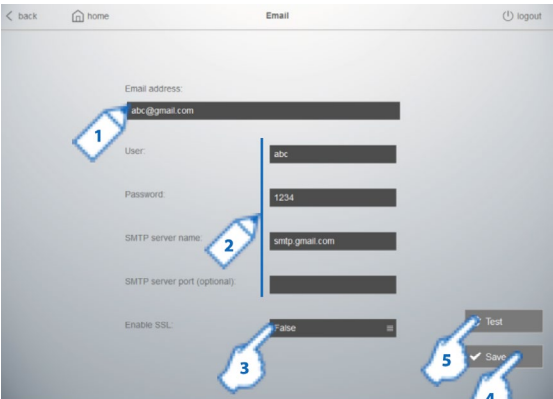 back home Email logout
Email address:
abc@gmail.com
1
User: abc
Password: 1234
SMTP server name: smtp.gmail.com
2
SMTP server port (optional):
Enable SSL: False
3
Test
5
Save
4